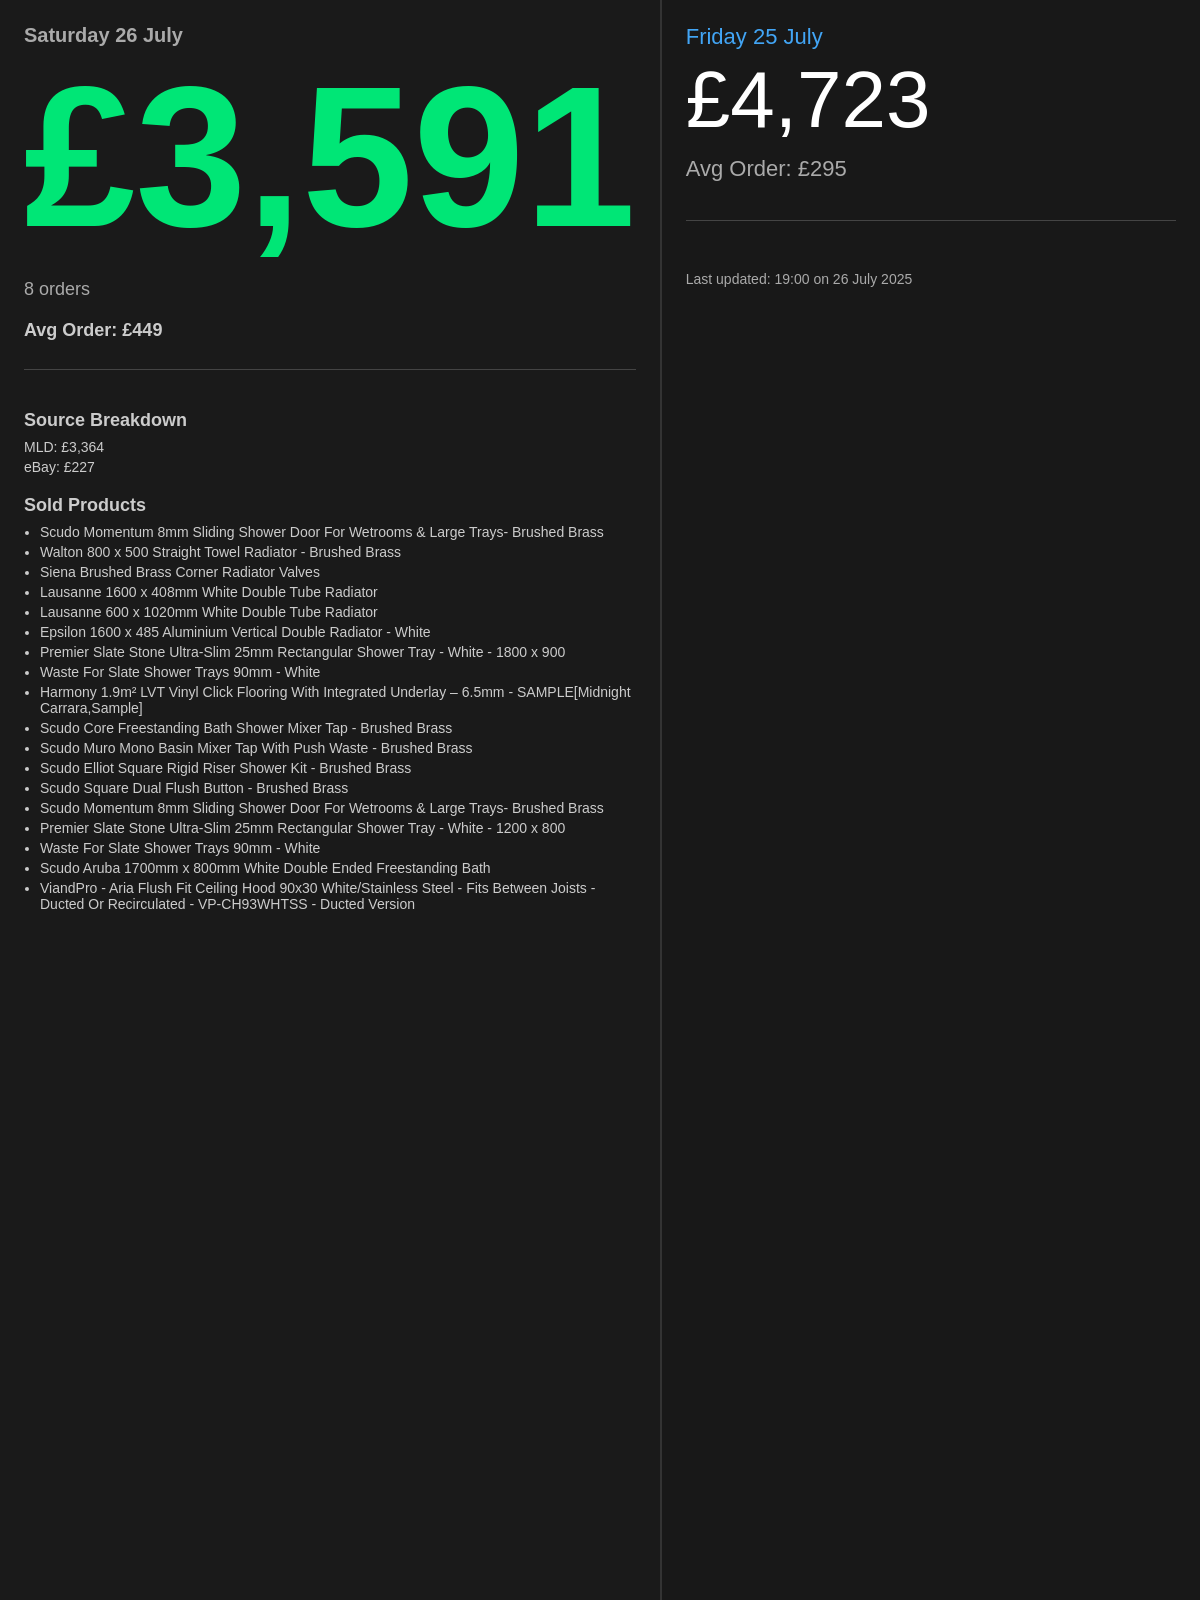 Saturday 26 July
£3,591
8 orders
Avg Order: £449
Source Breakdown
MLD: £3,364
eBay: £227
Sold Products
• Scudo Momentum 8mm Sliding Shower Door For Wetrooms & Large Trays- Brushed Brass
• Walton 800 x 500 Straight Towel Radiator - Brushed Brass
• Siena Brushed Brass Corner Radiator Valves
• Lausanne 1600 x 408mm White Double Tube Radiator
• Lausanne 600 x 1020mm White Double Tube Radiator
• Epsilon 1600 x 485 Aluminium Vertical Double Radiator - White
• Premier Slate Stone Ultra-Slim 25mm Rectangular Shower Tray - White - 1800 x 900
• Waste For Slate Shower Trays 90mm - White
• Harmony 1.9m² LVT Vinyl Click Flooring With Integrated Underlay – 6.5mm - SAMPLE[Midnight
Carrara,Sample]
• Scudo Core Freestanding Bath Shower Mixer Tap - Brushed Brass
• Scudo Muro Mono Basin Mixer Tap With Push Waste - Brushed Brass
• Scudo Elliot Square Rigid Riser Shower Kit - Brushed Brass
• Scudo Square Dual Flush Button - Brushed Brass
• Scudo Momentum 8mm Sliding Shower Door For Wetrooms & Large Trays- Brushed Brass
• Premier Slate Stone Ultra-Slim 25mm Rectangular Shower Tray - White - 1200 x 800
• Waste For Slate Shower Trays 90mm - White
• Scudo Aruba 1700mm x 800mm White Double Ended Freestanding Bath
• ViandPro - Aria Flush Fit Ceiling Hood 90x30 White/Stainless Steel - Fits Between Joists -
Ducted Or Recirculated - VP-CH93WHTSS - Ducted Version
Friday 25 July
£4,723
Avg Order: £295
Last updated: 19:00 on 26 July 2025